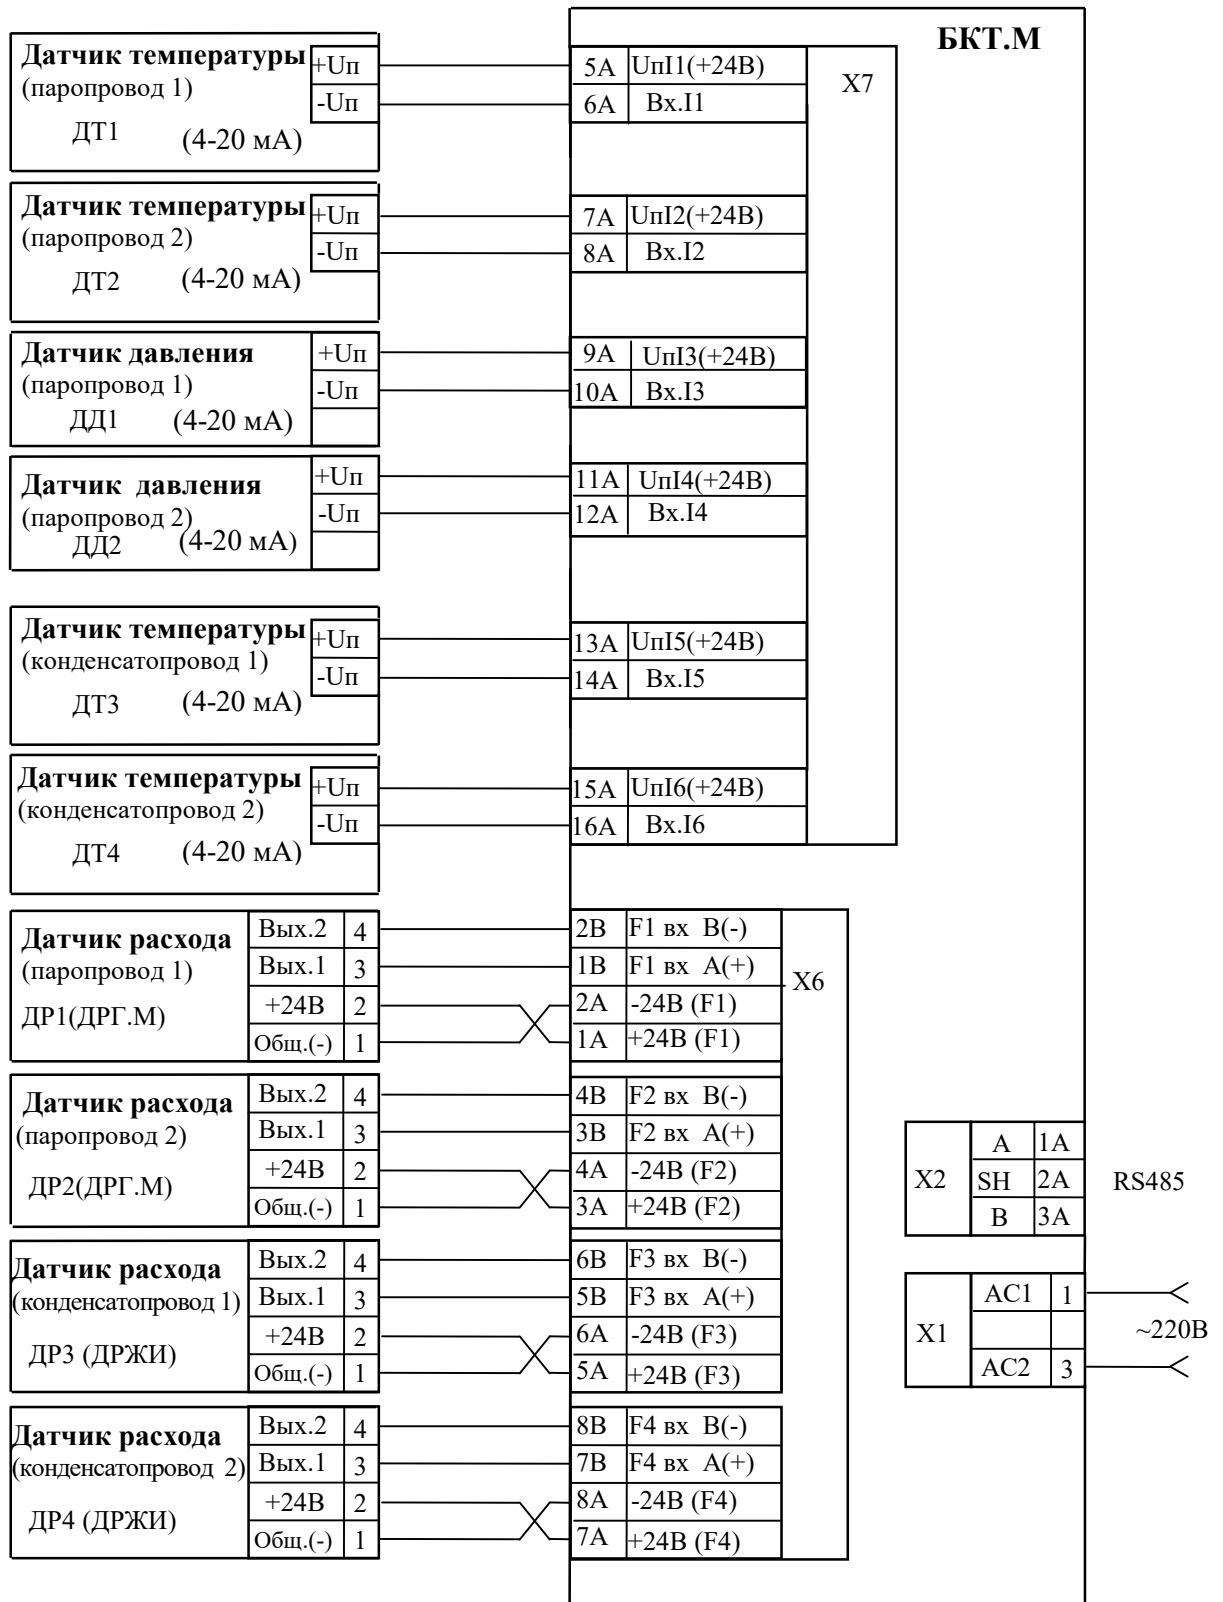 БКТ.М
Датчик температуры
(паропровод 1)
ДТ1 (4-20 мА)
+Uп
-Uп
5А UпI1(+24В)
6А Вх.I1
X7
Датчик температуры
(паропровод 2)
ДТ2 (4-20 мА)
+Uп
-Uп
7А UпI2(+24В)
8А Вх.I2
Датчик давления
(паропровод 1)
ДД1 (4-20 мА)
+Uп
-Uп
9А UпI3(+24В)
10А Вх.I3
Датчик давления
(паропровод 2)
ДД2 (4-20 мА)
+Uп
-Uп
11А UпI4(+24В)
12А Вх.I4
Датчик температуры
(конденсатопровод 1)
ДТ3 (4-20 мА)
+Uп
-Uп
13А UпI5(+24В)
14А Вх.I5
Датчик температуры
(конденсатопровод 2)
ДТ4 (4-20 мА)
+Uп
-Uп
15А UпI6(+24В)
16А Вх.I6
Датчик расхода
(паропровод 1)
ДР1(ДРГ.М)
Вых.2 4
Вых.1 3
+24В 2
Общ.(-) 1
2В F1 вх В(-)
1В F1 вх А(+)
2А -24В (F1)
1А +24В (F1)
X6
Датчик расхода
(паропровод 2)
ДР2(ДРГ.М)
Вых.2 4
Вых.1 3
+24В 2
Общ.(-) 1
4В F2 вх В(-)
3В F2 вх А(+)
4А -24В (F2)
3А +24В (F2)
X2
А 1А
SH 2А
В 3А
RS485
Датчик расхода
(конденсатопровод 1)
ДР3 (ДРЖИ)
Вых.2 4
Вых.1 3
+24В 2
Общ.(-) 1
6В F3 вх В(-)
5В F3 вх А(+)
6А -24В (F3)
5А +24В (F3)
X1
АС1 1
АС2 3
~220В
Датчик расхода
(конденсатопровод 2)
ДР4 (ДРЖИ)
Вых.2 4
Вых.1 3
+24В 2
Общ.(-) 1
8В F4 вх В(-)
7В F4 вх А(+)
8А -24В (F4)
7А +24В (F4)